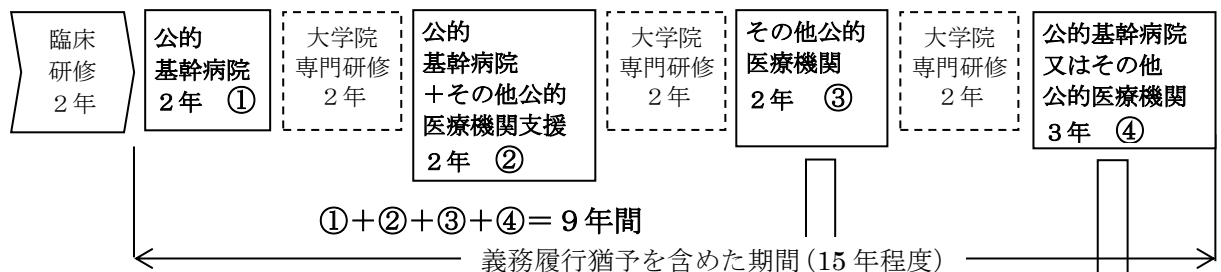 臨床
研修
２年
公的
基幹病院
２年　①
大学院
専門研修
２年
公的
基幹病院
＋その他公的
医療機関支援
２年　②
大学院
専門研修
２年
その他公的
医療機関
２年　③
大学院
専門研修
２年
公的基幹病院
又はその他
公的医療機関
３年　④
①＋②＋③＋④＝９年間
義務履行猶予を含めた期間（15 年程度）